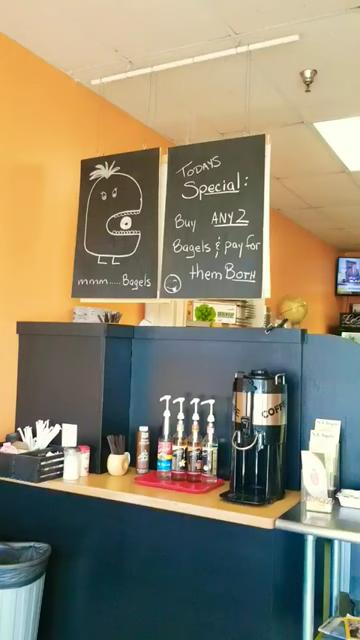 mmm.....Bagels
TODAYS
Special:
Buy ANY 2
Bagels & pay for
them BOTH
COFFEE